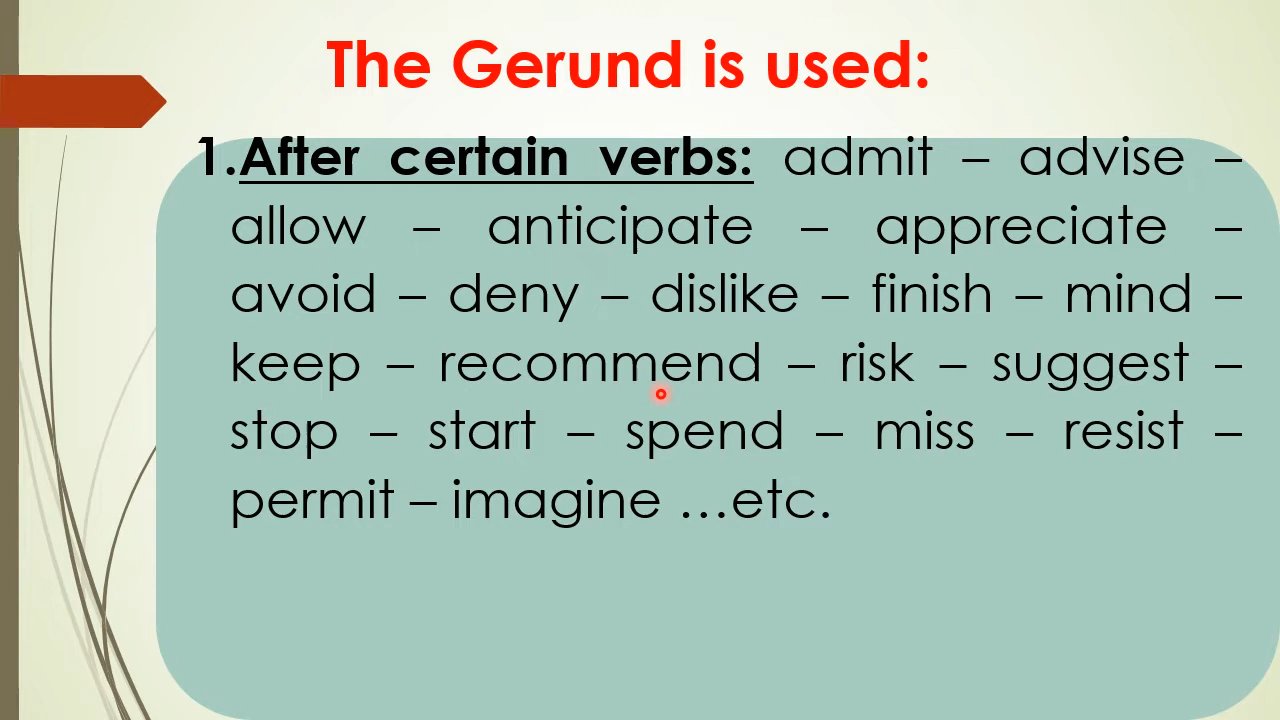 The Gerund is used:
1.After certain verbs: admit – advise –
allow – anticipate – appreciate –
avoid – deny – dislike – finish – mind –
keep – recommend – risk – suggest –
stop – start – spend – miss – resist –
permit – imagine …etc.